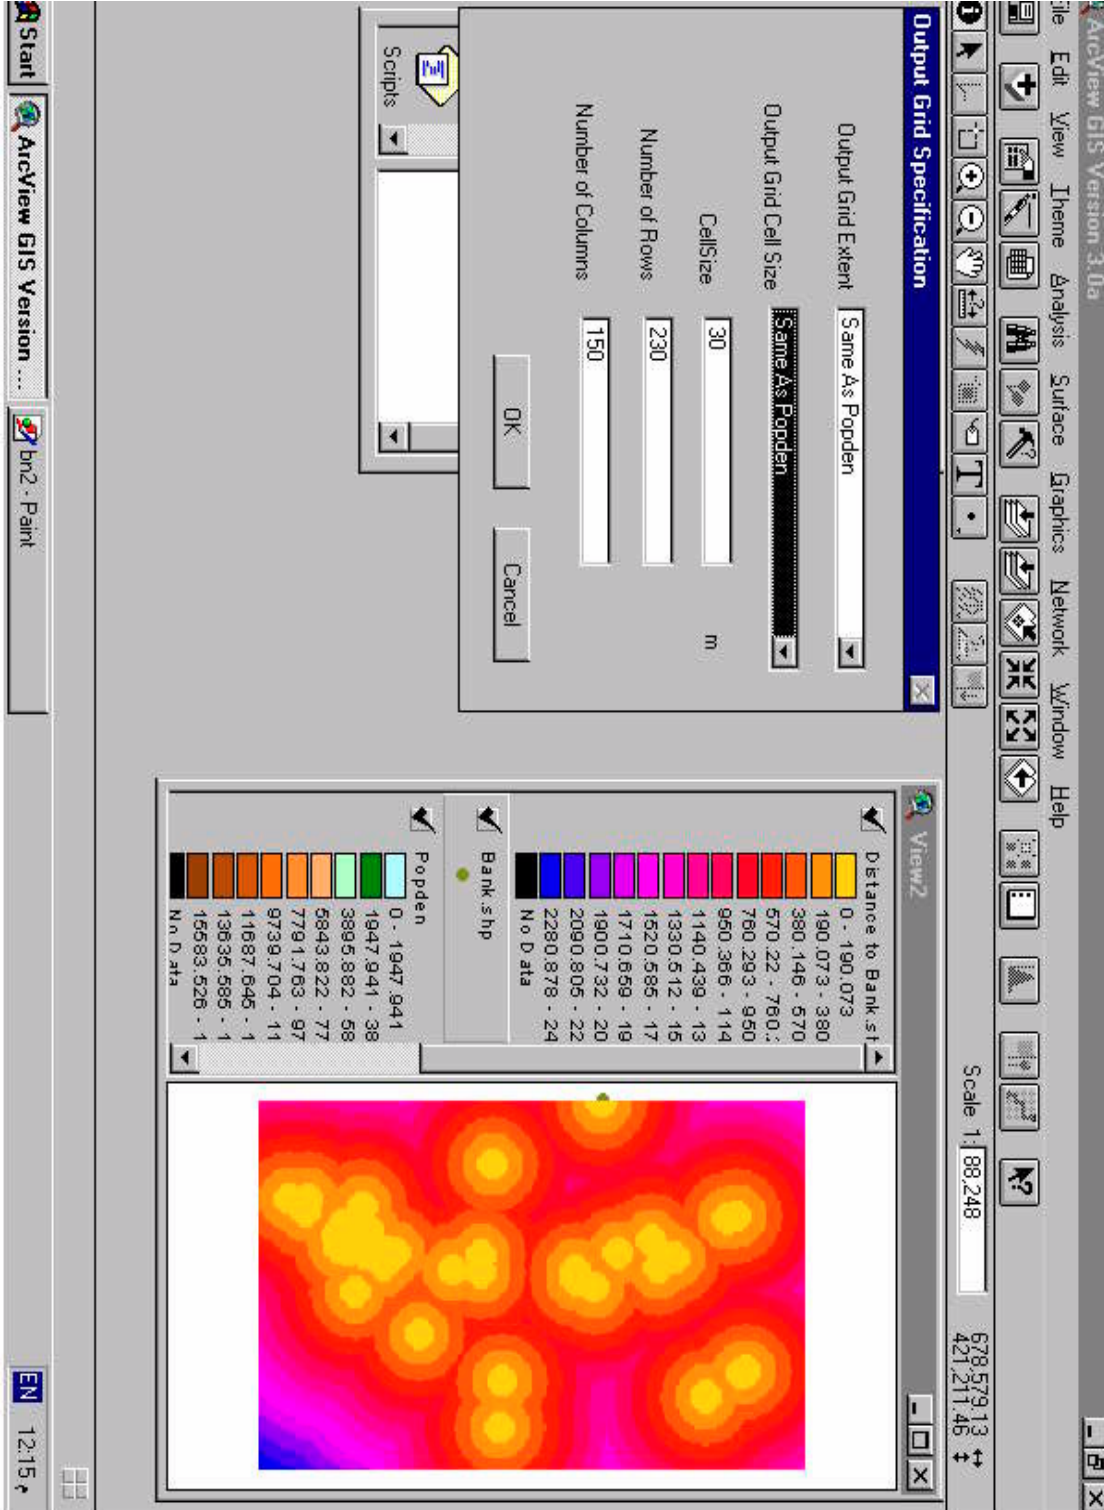 ArcView GIS Version 3.0a
ile Edit View Theme Analysis Surface Graphics Network Window Help
Scale 1: 88,248
678,579.13
421,211.46
Output Grid Specification
Output Grid Extent Same As Popden
Output Grid Cell Size Same As Popden
CellSize 30 m
Number of Rows 230
Number of Columns 150
OK Cancel
Scripts
View2
Distance to Bank.sh
0 - 190.073
190.073 - 380
380.146 - 570
570.22 - 760.:
760.293 - 950
950.366 - 114
1140.439 - 13
1330.512 - 15
1520.585 - 17
1710.659 - 19
1900.732 - 20
2090.805 - 22
2280.878 - 24
No Data
Bank.shp
Popden
0 - 1947.941
1947.941 - 38
3895.882 - 58
5843.822 - 77
7791.763 - 97
9739.704 - 11
11687.645 - 1
13635.585 - 1
15583.526 - 1
No Data
Start ArcView GIS Version ... bn2 - Paint EN 12:15